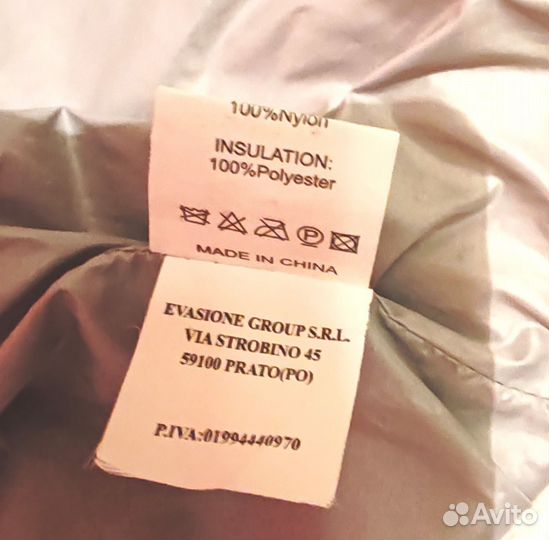 100%Nylon
INSULATION:
100%Polyester
P
MADE IN CHINA
EVASIONE GROUP S.R.L.
VIA STROBINO 45
59100 PRATO(PO)
P.IVA:01994440970
Avito